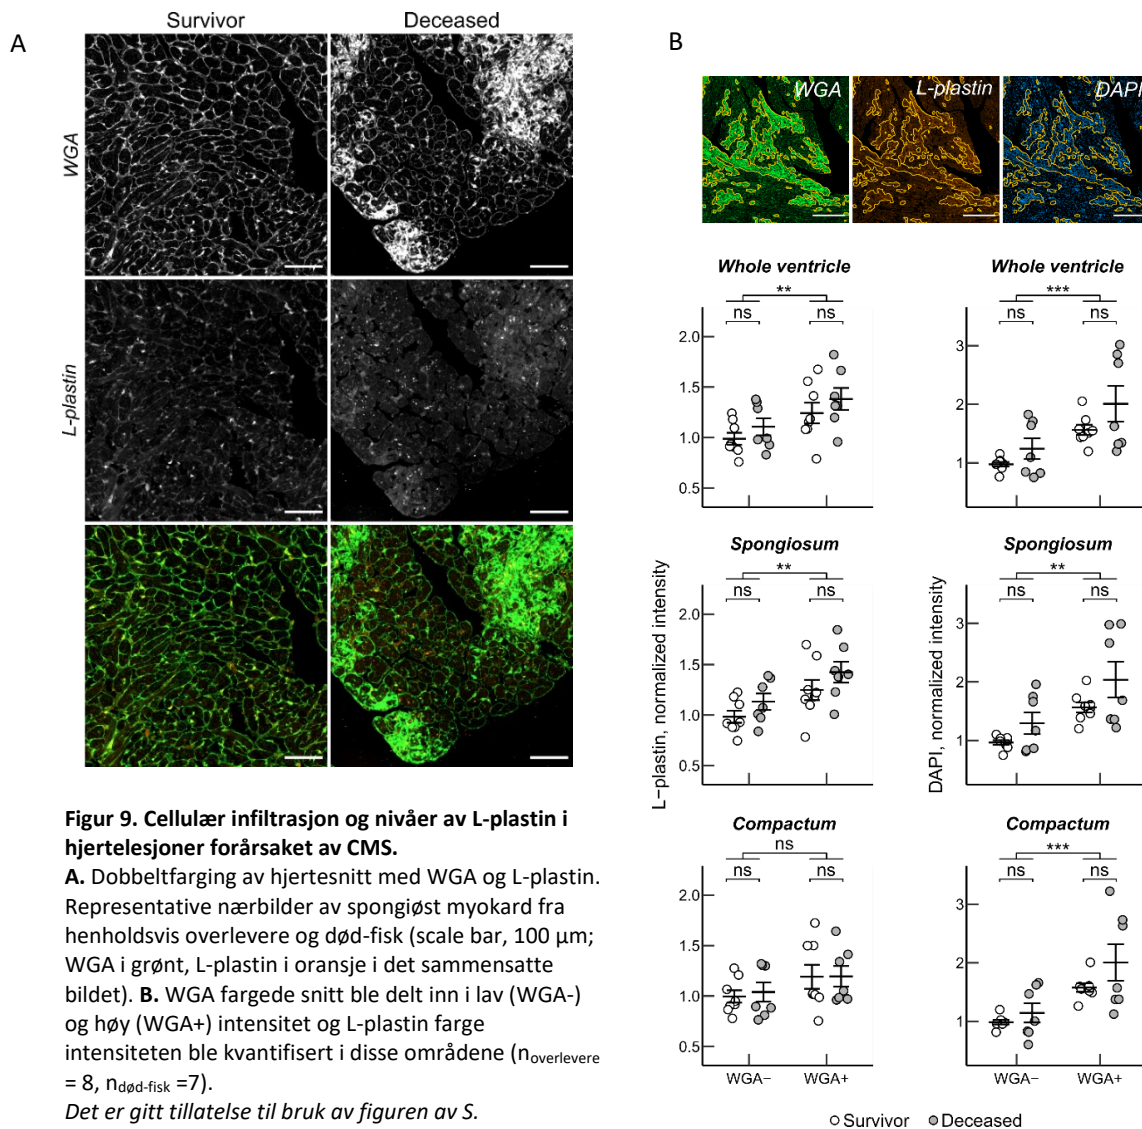 A
Survivor
Deceased
WGA
L-plastin
Figur 9. Cellulær infiltrasjon og nivåer av L-plastin i
hjertelesjoner forårsaket av CMS.
A. Dobbeltfarging av hjertesnitt med WGA og L-plastin.
Representative nærbilder av spongiøst myokard fra
henholdsvis overlevere og død-fisk (scale bar, 100 µm;
WGA i grønt, L-plastin i oransje i det sammensatte
bildet). B. WGA fargede snitt ble delt inn i lav (WGA-)
og høy (WGA+) intensitet og L-plastin farge
intensiteten ble kvantifisert i disse områdene (noverlevere
= 8, ndød-fisk =7).
Det er gitt tillatelse til bruk av figuren av S.
B
WGA
L-plastin
DAPI
Whole ventricle
**
ns ns
2.0
1.5
1.0
0.5
Whole ventricle
***
ns ns
3
2
1
L−plastin, normalized intensity
Spongiosum
**
ns ns
2.0
1.5
1.0
0.5
DAPI, normalized intensity
Spongiosum
**
ns ns
3
2
1
Compactum
ns
ns ns
2.0
1.5
1.0
0.5
WGA− WGA+
Compactum
***
ns ns
3
2
1
WGA− WGA+
Survivor Deceased